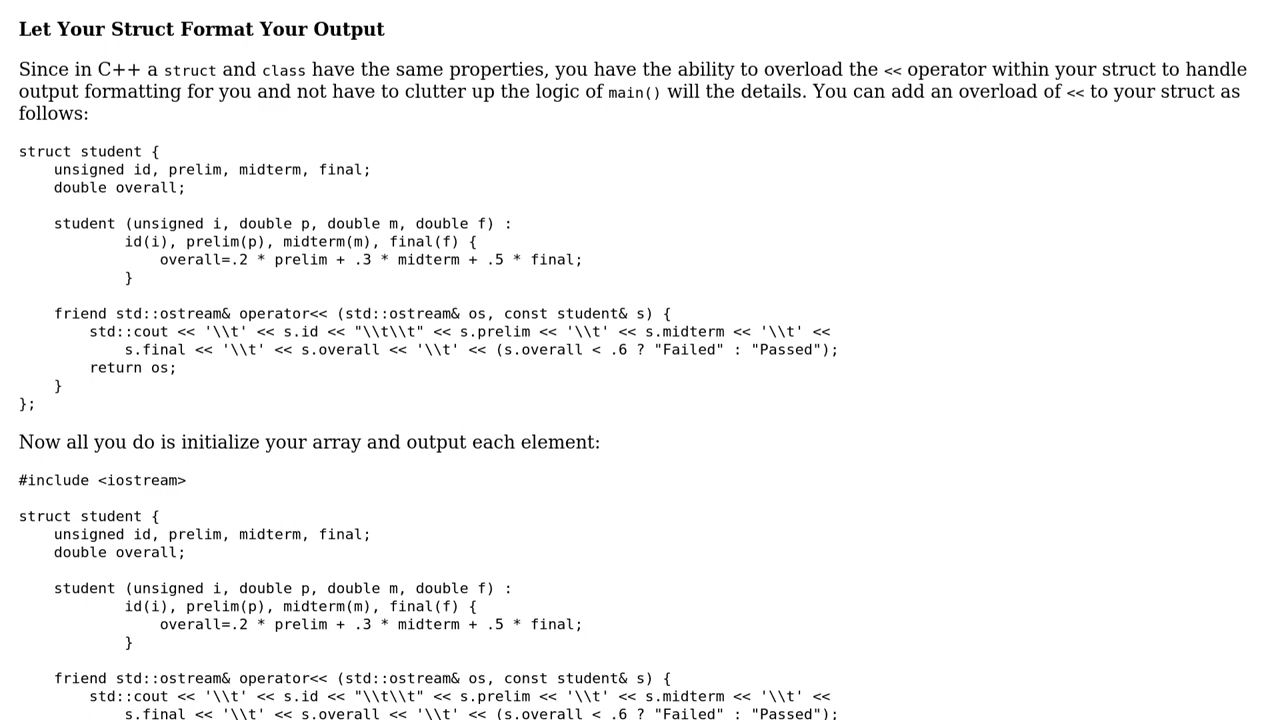 Let Your Struct Format Your Output
Since in C++ a struct and class have the same properties, you have the ability to overload the << operator within your struct to handle
output formatting for you and not have to clutter up the logic of main() will the details. You can add an overload of << to your struct as
follows:
struct student {
    unsigned id, prelim, midterm, final;
    double overall;

    student (unsigned i, double p, double m, double f) :
            id(i), prelim(p), midterm(m), final(f) {
                overall=.2 * prelim + .3 * midterm + .5 * final;
            }

    friend std::ostream& operator<< (std::ostream& os, const student& s) {
        std::cout << '\\t' << s.id << "\\t\\t" << s.prelim << '\\t' << s.midterm << '\\t' <<
            s.final << '\\t' << s.overall << '\\t' << (s.overall < .6 ? "Failed" : "Passed");
        return os;
    }
};
Now all you do is initialize your array and output each element:
#include <iostream>

struct student {
    unsigned id, prelim, midterm, final;
    double overall;

    student (unsigned i, double p, double m, double f) :
            id(i), prelim(p), midterm(m), final(f) {
                overall=.2 * prelim + .3 * midterm + .5 * final;
            }

    friend std::ostream& operator<< (std::ostream& os, const student& s) {
        std::cout << '\\t' << s.id << "\\t\\t" << s.prelim << '\\t' << s.midterm << '\\t' <<
            s.final << '\\t' << s.overall << '\\t' << (s.overall < .6 ? "Failed" : "Passed");